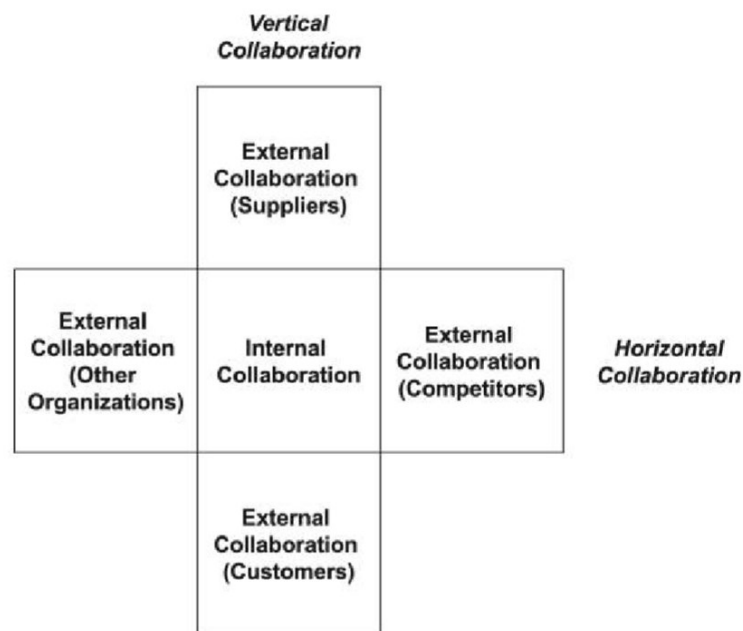 Vertical
Collaboration
External
Collaboration
(Suppliers)
External
Collaboration
(Other
Organizations)
Internal
Collaboration
External
Collaboration
(Competitors)
Horizontal
Collaboration
External
Collaboration
(Customers)